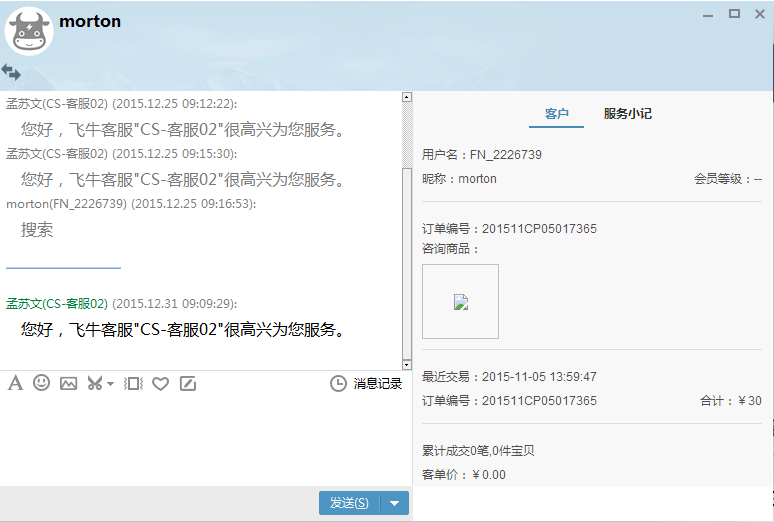 morton
孟苏文(CS-客服02) (2015.12.25 09:12:22):
您好，飞牛客服"CS-客服02"很高兴为您服务。
孟苏文(CS-客服02) (2015.12.25 09:15:30):
您好，飞牛客服"CS-客服02"很高兴为您服务。
morton(FN_2226739) (2015.12.25 09:16:53):
搜索
孟苏文(CS-客服02) (2015.12.31 09:09:29):
您好，飞牛客服"CS-客服02"很高兴为您服务。
A
消息记录
发送(S)
客户 服务小记
用户名：FN_2226739
昵称：morton 会员等级：--
订单编号：201511CP05017365
咨询商品：
最近交易：2015-11-05 13:59:47
订单编号：201511CP05017365 合计：￥30
累计成交0笔,0件宝贝
客单价：￥0.00